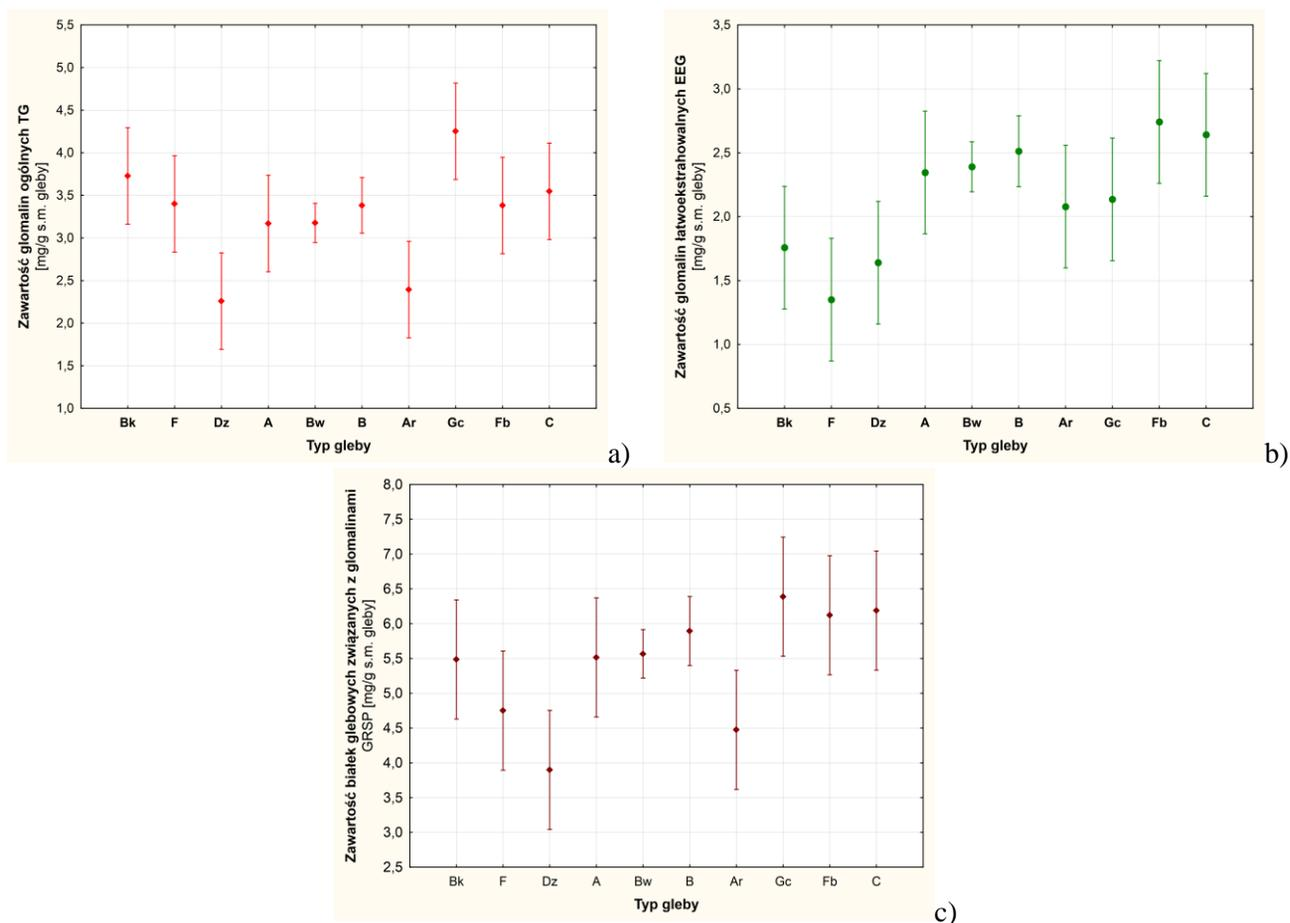 Zawartość glomalin ogólnych TG
[mg/g s.m. gleby]
5,5
5,0
4,5
4,0
3,5
3,0
2,5
2,0
1,5
1,0
Bk F Dz A Bw B Ar Gc Fb C
Typ gleby
a)
Zawartość glomalin łatwoekstrahowalnych EEG
[mg/g s.m. gleby]
3,5
3,0
2,5
2,0
1,5
1,0
0,5
Bk F Dz A Bw B Ar Gc Fb C
Typ gleby
b)
Zawartość białek glebowych związanych z glomalinami
GRSP [mg/g s.m. gleby]
8,0
7,5
7,0
6,5
6,0
5,5
5,0
4,5
4,0
3,5
3,0
2,5
Bk F Dz A Bw B Ar Gc Fb C
Typ gleby
c)